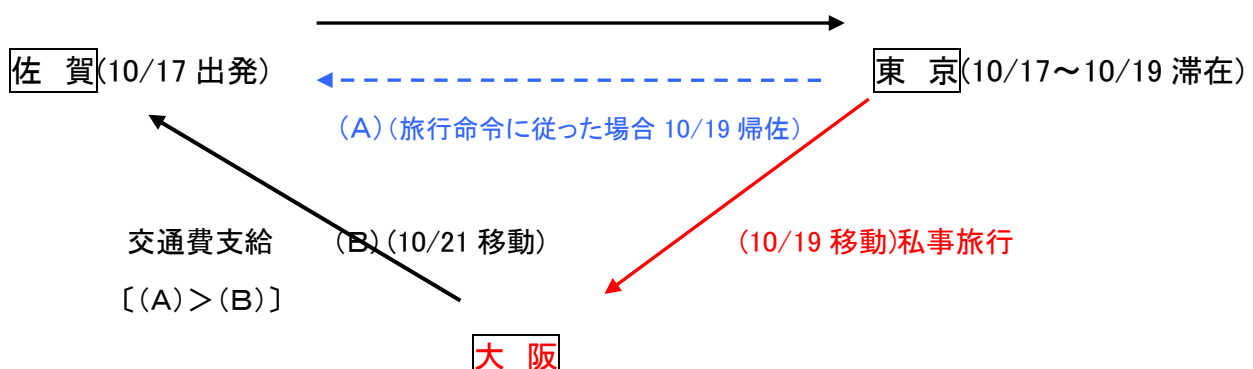 佐　賀(10/17 出発)
東　京(10/17～10/19 滞在)
(A)(旅行命令に従った場合 10/19 帰佐)
交通費支給　　(B)(10/21 移動)
(10/19 移動)私事旅行
〔(A)＞(B)〕
大　阪